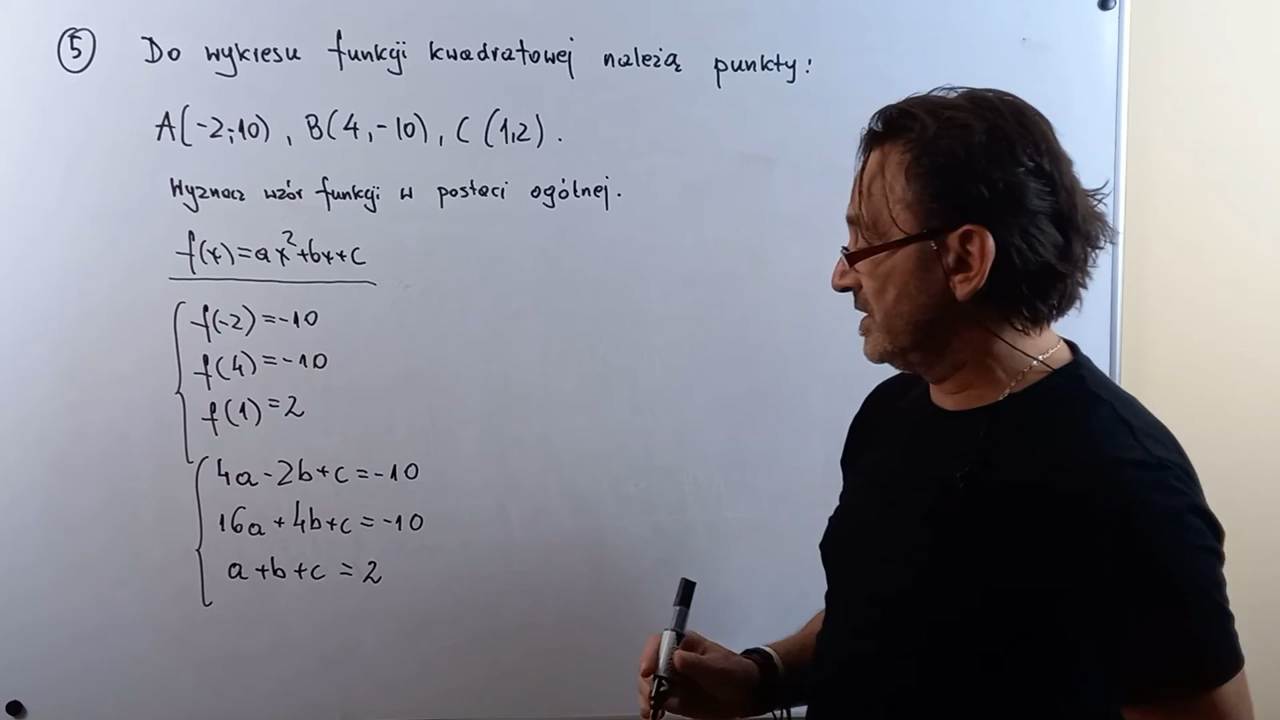 5 Do wykresu funkcji kwadratowej należą punkty:
A(-2,-10), B(4,-10), C(1,2).
Wyznacz wzór funkcji w postaci ogólnej.
f(x)=ax²+bx+c
f(-2)=-10
f(4)=-10
f(1)=2
4a-2b+c=-10
16a+4b+c=-10
a+b+c=2